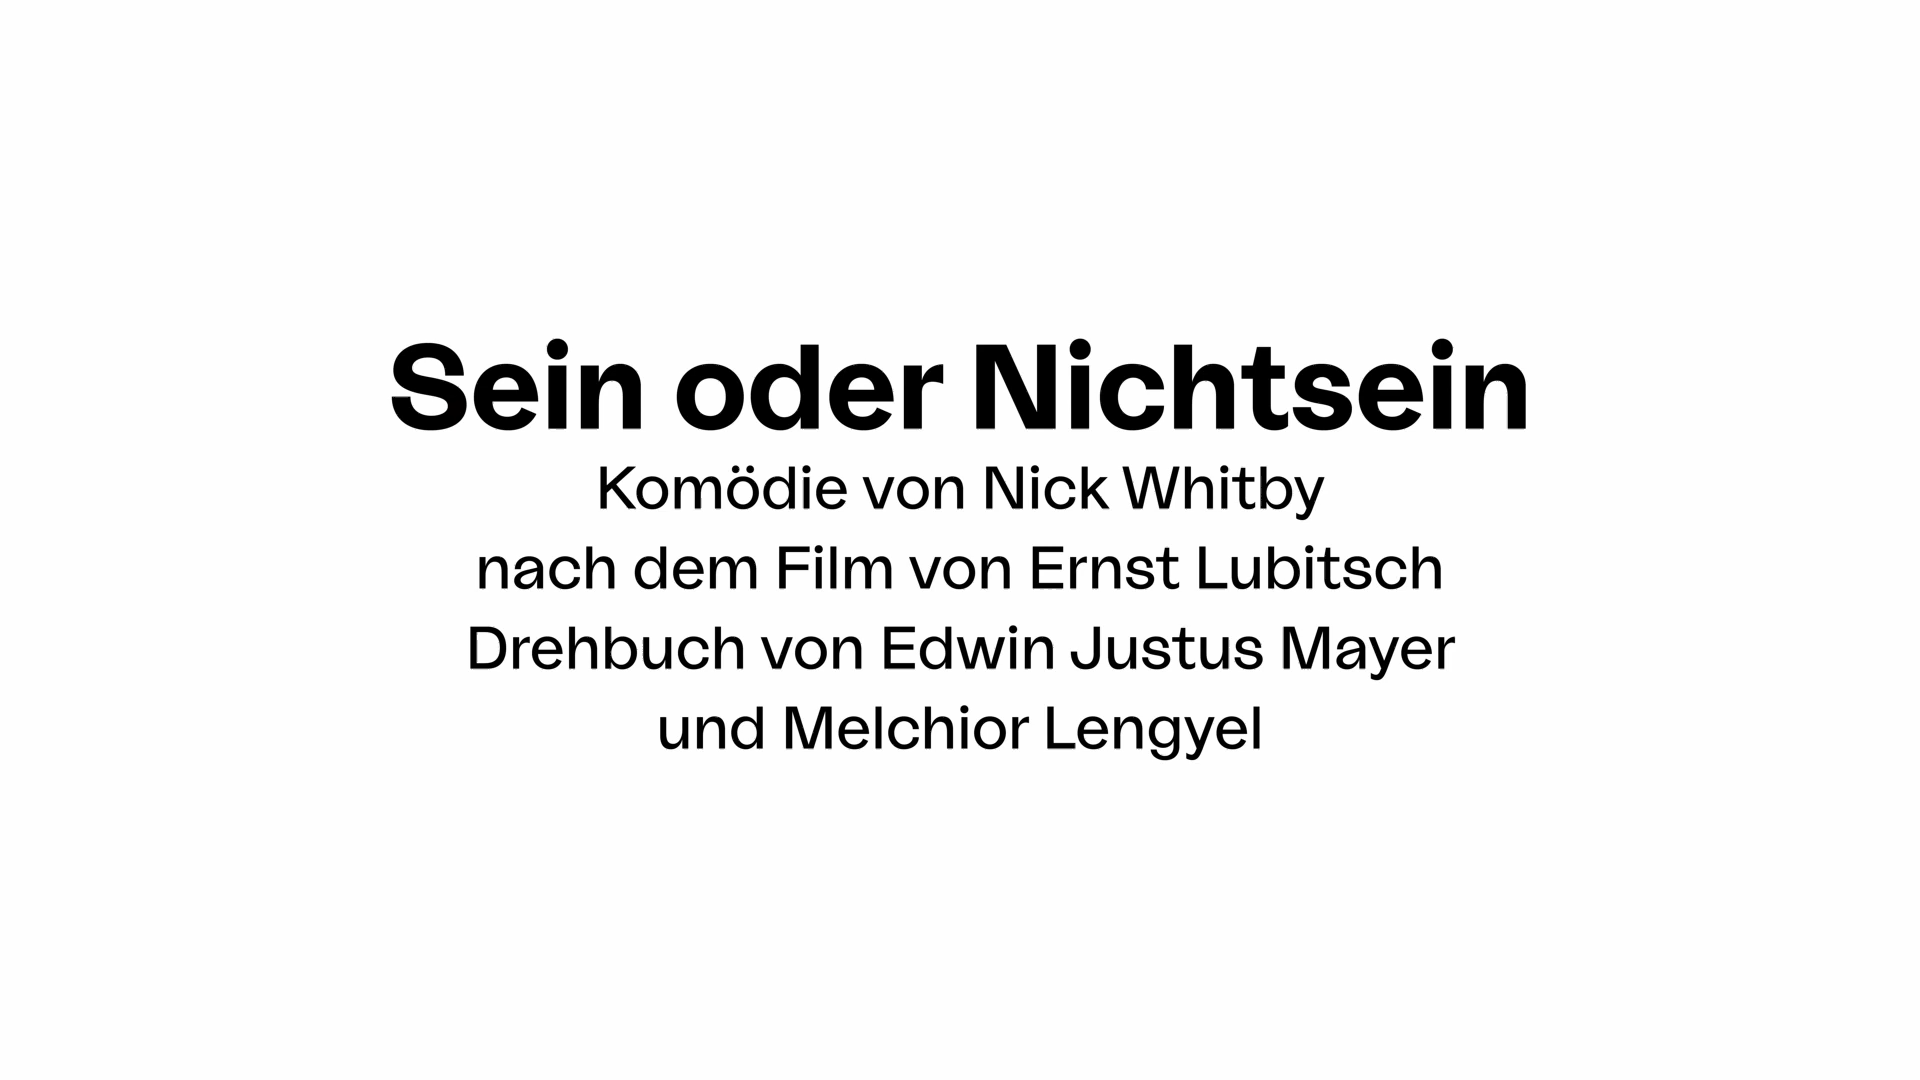 Sein oder Nichtsein
Komödie von Nick Whitby
nach dem Film von Ernst Lubitsch
Drehbuch von Edwin Justus Mayer
und Melchior Lengyel